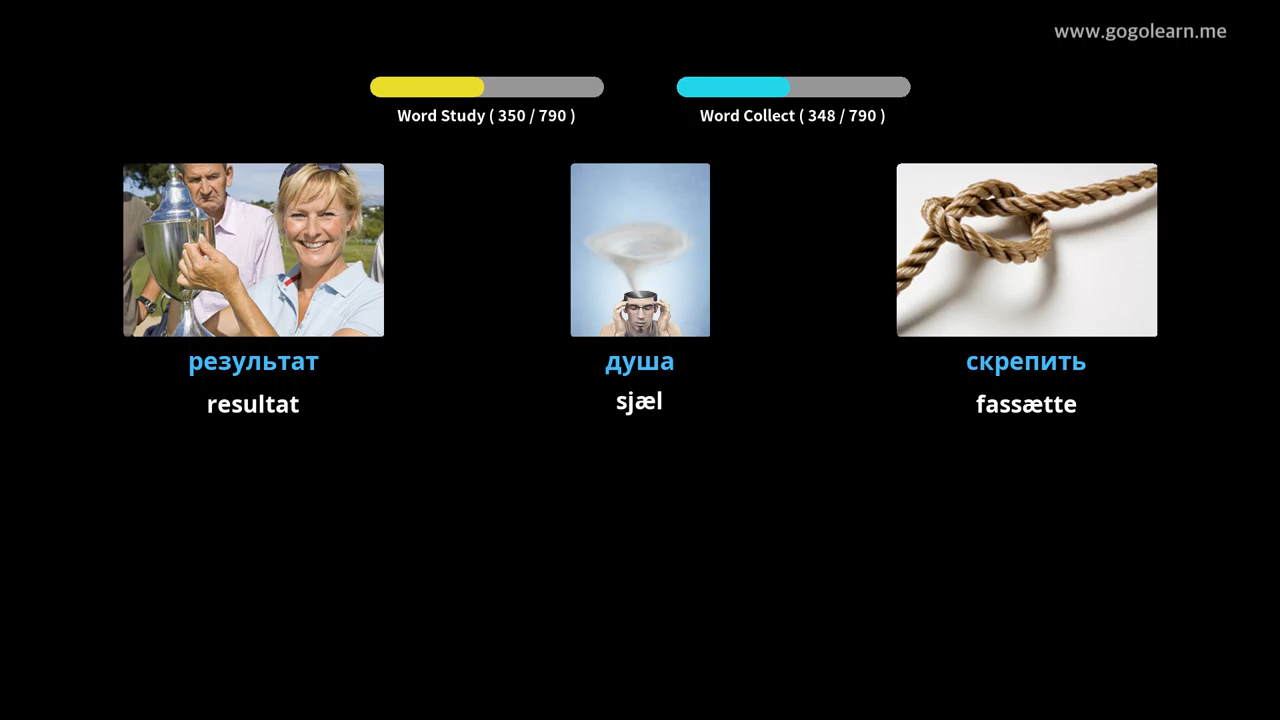 www.gogolearn.me
Word Study ( 350 / 790 )
Word Collect ( 348 / 790 )
результат
resultat
душа
sjæl
скрепить
fassætte